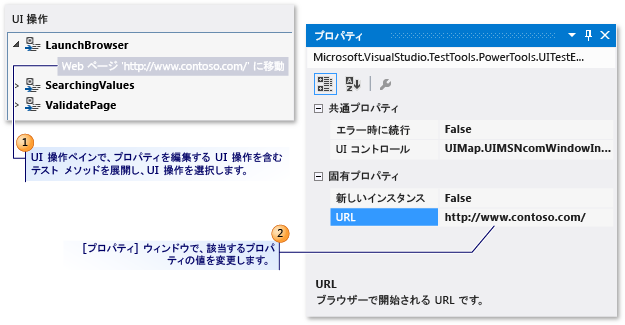 UI 操作
LaunchBrowser
Web ページ 'http://www.contoso.com/' に移動
SearchingValues
ValidatePage
1
UI 操作ペインで、プロパティを編集する UI 操作を含む
テスト メソッドを展開し、UI 操作を選択します。
2
[プロパティ] ウィンドウで、該当するプロパ
ティの値を変更します。
プロパティ
Microsoft.VisualStudio.TestTools.PowerTools.UITestE...
共通プロパティ
エラー時に続行 False
UI コントロール UIMap.UIMSNcomWindowIn...
固有プロパティ
新しいインスタンス False
URL http://www.contoso.com/
URL
ブラウザーで開始される URL です。